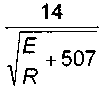 14
√(E/R + 507)